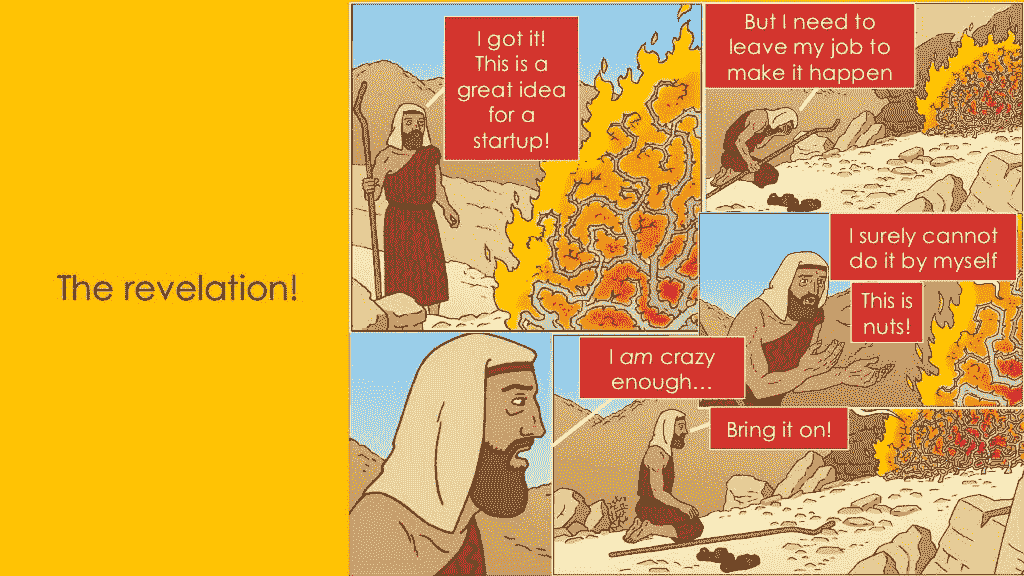 The revelation!
I got it!
This is a
great idea
for a
startup!
But I need to
leave my job to
make it happen
I surely cannot
do it by myself
This is
nuts!
I am crazy
enough...
Bring it on!